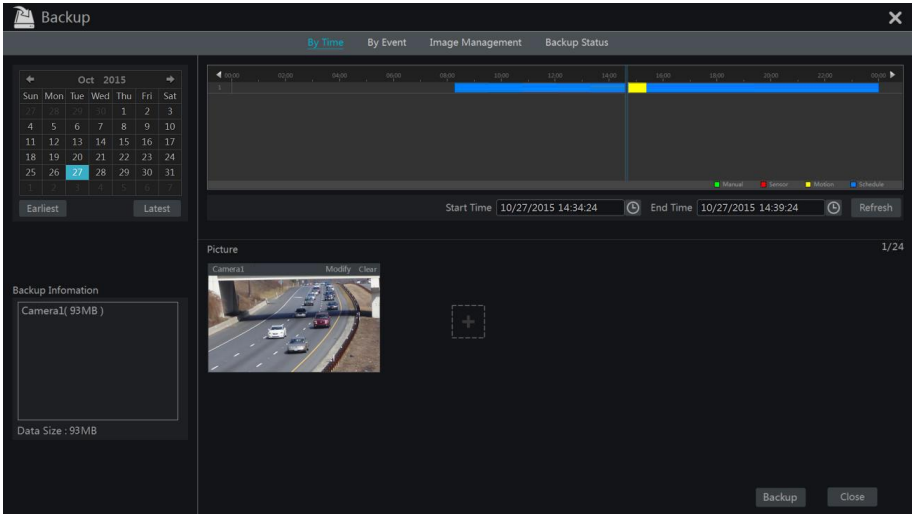 Backup
By Time By Event Image Management Backup Status
Oct 2015
Sun Mon Tue Wed Thu Fri Sat
27 28 29 30 1 2 3
4 5 6 7 8 9 10
11 12 13 14 15 16 17
18 19 20 21 22 23 24
25 26 27 28 29 30 31
1 2 3 4 5 6 7
Earliest Latest
00:00 02:00 04:00 06:00 08:00 10:00 12:00 14:00 16:00 18:00 20:00 22:00 00:00
1
Manual Sensor Motion Schedule
Start Time 10/27/2015 14:34:24 End Time 10/27/2015 14:39:24 Refresh
Picture 1/24
Camera1 Modify Clear
Backup Infomation
Camera1( 93MB )
Data Size : 93MB
Backup Close